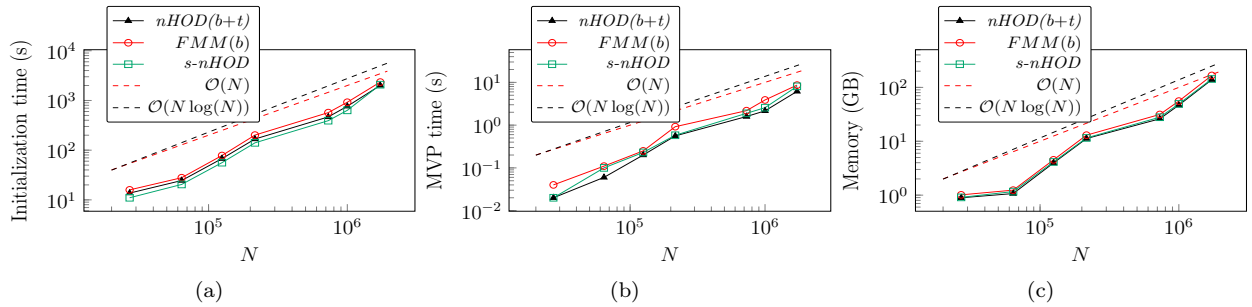 nHOD(b+t)
FMM(b)
s-nHOD
O(N)
O(N log(N))
10^4
10^3
10^2
10^1
Initialization time (s)
10^5
10^6
N
(a)
nHOD(b+t)
FMM(b)
s-nHOD
O(N)
O(N log(N))
10^1
10^0
10^−1
10^−2
MVP time (s)
10^5
10^6
N
(b)
nHOD(b+t)
FMM(b)
s-nHOD
O(N)
O(N log(N))
10^2
10^1
10^0
Memory (GB)
10^5
10^6
N
(c)